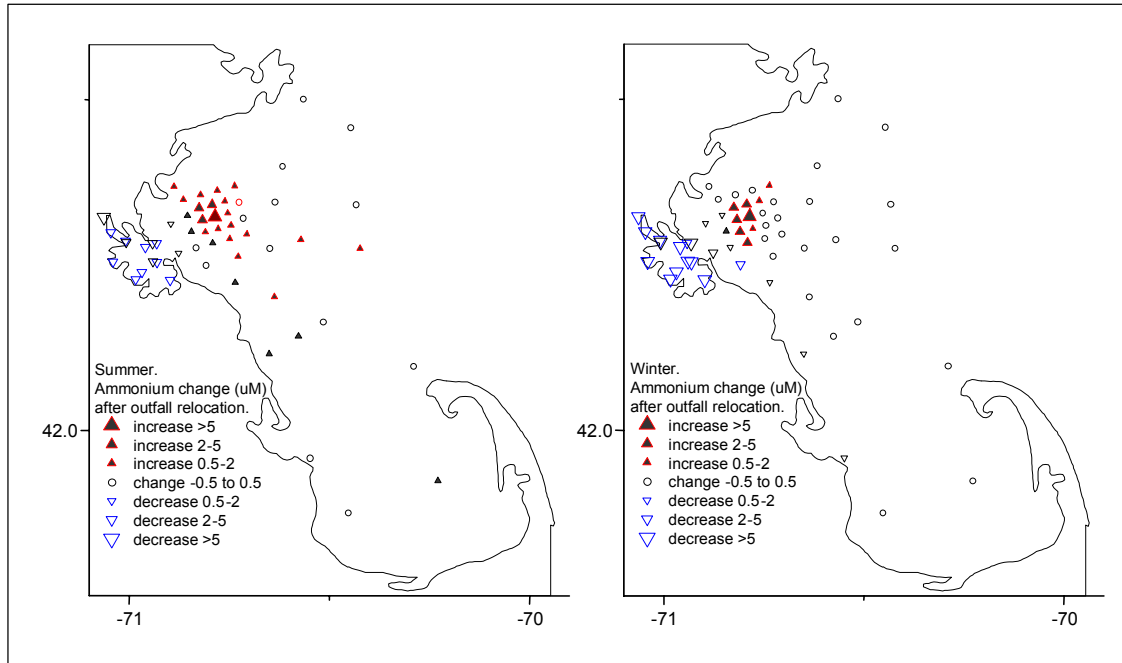 Summer.
Ammonium change (uM)
after outfall relocation.
increase >5
increase 2-5
increase 0.5-2
change -0.5 to 0.5
decrease 0.5-2
decrease 2-5
decrease >5
42.0
-71
-70
Winter.
Ammonium change (uM)
after outfall relocation.
increase >5
increase 2-5
increase 0.5-2
change -0.5 to 0.5
decrease 0.5-2
decrease 2-5
decrease >5
42.0
-71
-70